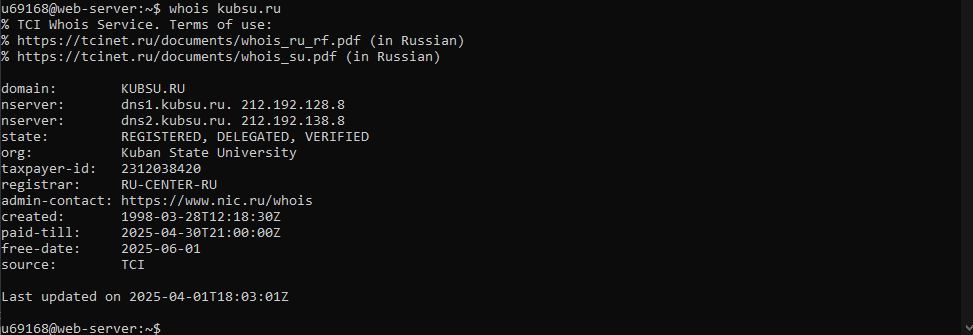 u69168@web-server:~$ whois kubsu.ru
% TCI Whois Service. Terms of use:
% https://tcinet.ru/documents/whois_ru_rf.pdf (in Russian)
% https://tcinet.ru/documents/whois_su.pdf (in Russian)

domain:        KUBSU.RU
nserver:       dns1.kubsu.ru. 212.192.128.8
nserver:       dns2.kubsu.ru. 212.192.138.8
state:         REGISTERED, DELEGATED, VERIFIED
org:           Kuban State University
taxpayer-id:   2312038420
registrar:     RU-CENTER-RU
admin-contact: https://www.nic.ru/whois
created:       1998-03-28T12:18:30Z
paid-till:     2025-04-30T21:00:00Z
free-date:     2025-06-01
source:        TCI

Last updated on 2025-04-01T18:03:01Z

u69168@web-server:~$